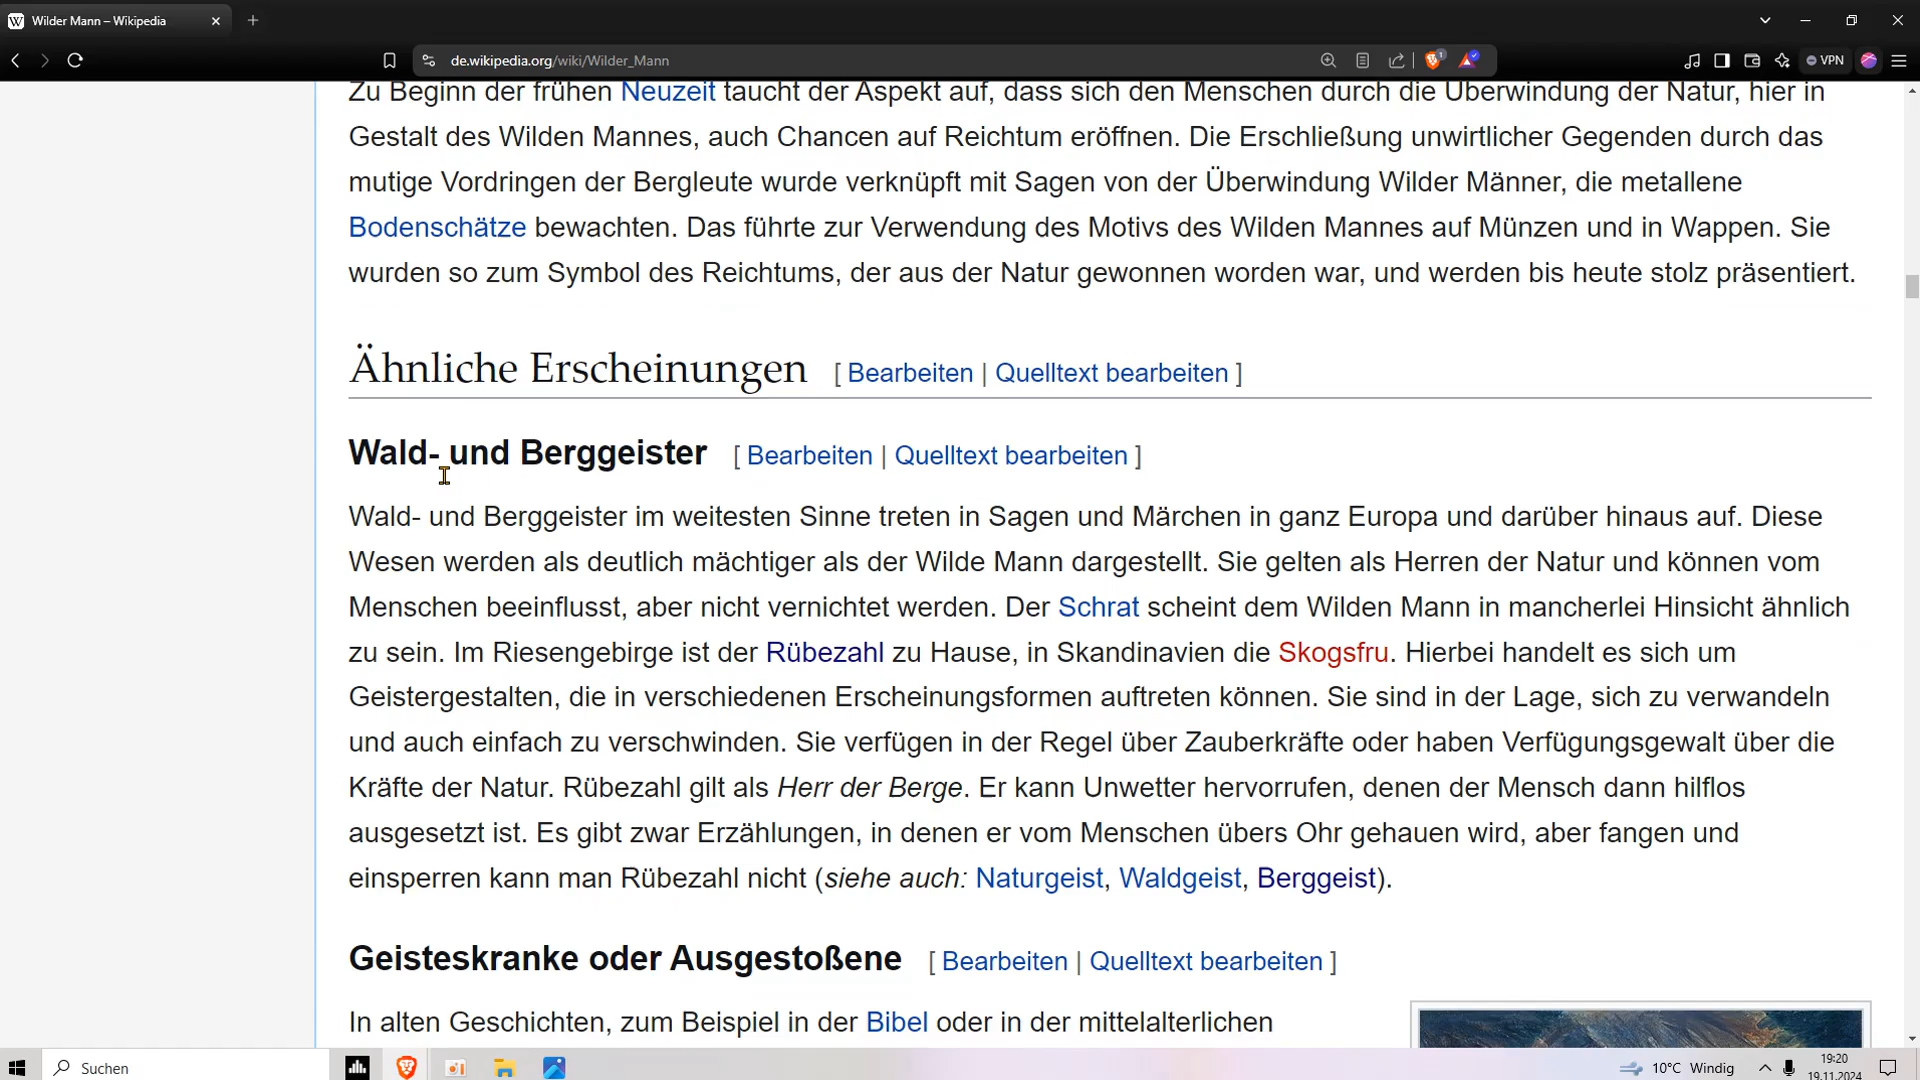 Wilder Mann – Wikipedia
de.wikipedia.org/wiki/Wilder_Mann
1
VPN
Zu Beginn der frühen Neuzeit taucht der Aspekt auf, dass sich den Menschen durch die Überwindung der Natur, hier in
Gestalt des Wilden Mannes, auch Chancen auf Reichtum eröffnen. Die Erschließung unwirtlicher Gegenden durch das
mutige Vordringen der Bergleute wurde verknüpft mit Sagen von der Überwindung Wilder Männer, die metallene
Bodenschätze bewachten. Das führte zur Verwendung des Motivs des Wilden Mannes auf Münzen und in Wappen. Sie
wurden so zum Symbol des Reichtums, der aus der Natur gewonnen worden war, und werden bis heute stolz präsentiert.
Ähnliche Erscheinungen [ Bearbeiten | Quelltext bearbeiten ]
Wald- und Berggeister [ Bearbeiten | Quelltext bearbeiten ]
Wald- und Berggeister im weitesten Sinne treten in Sagen und Märchen in ganz Europa und darüber hinaus auf. Diese
Wesen werden als deutlich mächtiger als der Wilde Mann dargestellt. Sie gelten als Herren der Natur und können vom
Menschen beeinflusst, aber nicht vernichtet werden. Der Schrat scheint dem Wilden Mann in mancherlei Hinsicht ähnlich
zu sein. Im Riesengebirge ist der Rübezahl zu Hause, in Skandinavien die Skogsfru. Hierbei handelt es sich um
Geistergestalten, die in verschiedenen Erscheinungsformen auftreten können. Sie sind in der Lage, sich zu verwandeln
und auch einfach zu verschwinden. Sie verfügen in der Regel über Zauberkräfte oder haben Verfügungsgewalt über die
Kräfte der Natur. Rübezahl gilt als Herr der Berge. Er kann Unwetter hervorrufen, denen der Mensch dann hilflos
ausgesetzt ist. Es gibt zwar Erzählungen, in denen er vom Menschen übers Ohr gehauen wird, aber fangen und
einsperren kann man Rübezahl nicht (siehe auch: Naturgeist, Waldgeist, Berggeist).
Geisteskranke oder Ausgestoßene [ Bearbeiten | Quelltext bearbeiten ]
In alten Geschichten, zum Beispiel in der Bibel oder in der mittelalterlichen
Suchen
10°C Windig
19:20
19.11.2024